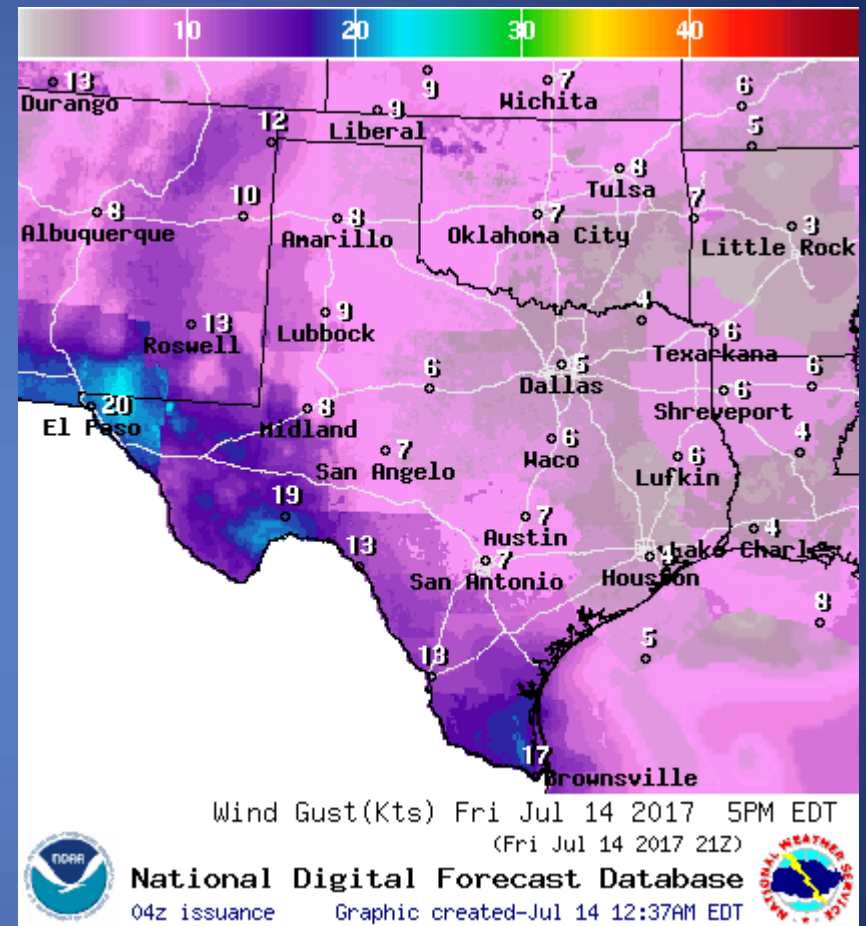 10 20 30 40
13 9 7 6
Durango Wichita
12 9 5
Liberal
8
Tulsa
8 10 8 7 7 3
Albuquerque Amarillo Oklahoma City Little Rock
13 9 4 6
Roswell Lubbock Texarkana
5 6
6 Dallas 6
20 8 Shreveport
El Paso Midland
7 6 6 4
San Angelo Waco Lufkin
19 7 4
Austin
13 7 4 Lake Charles
San Antonio Houston
8
5
13
17
Brownsville
Wind Gust(Kts) Fri Jul 14 2017 5PM EDT
(Fri Jul 14 2017 21Z)
NOAA
National Digital Forecast Database
04z issuance Graphic created-Jul 14 12:37AM EDT
NATIONAL WEATHER SERVICE